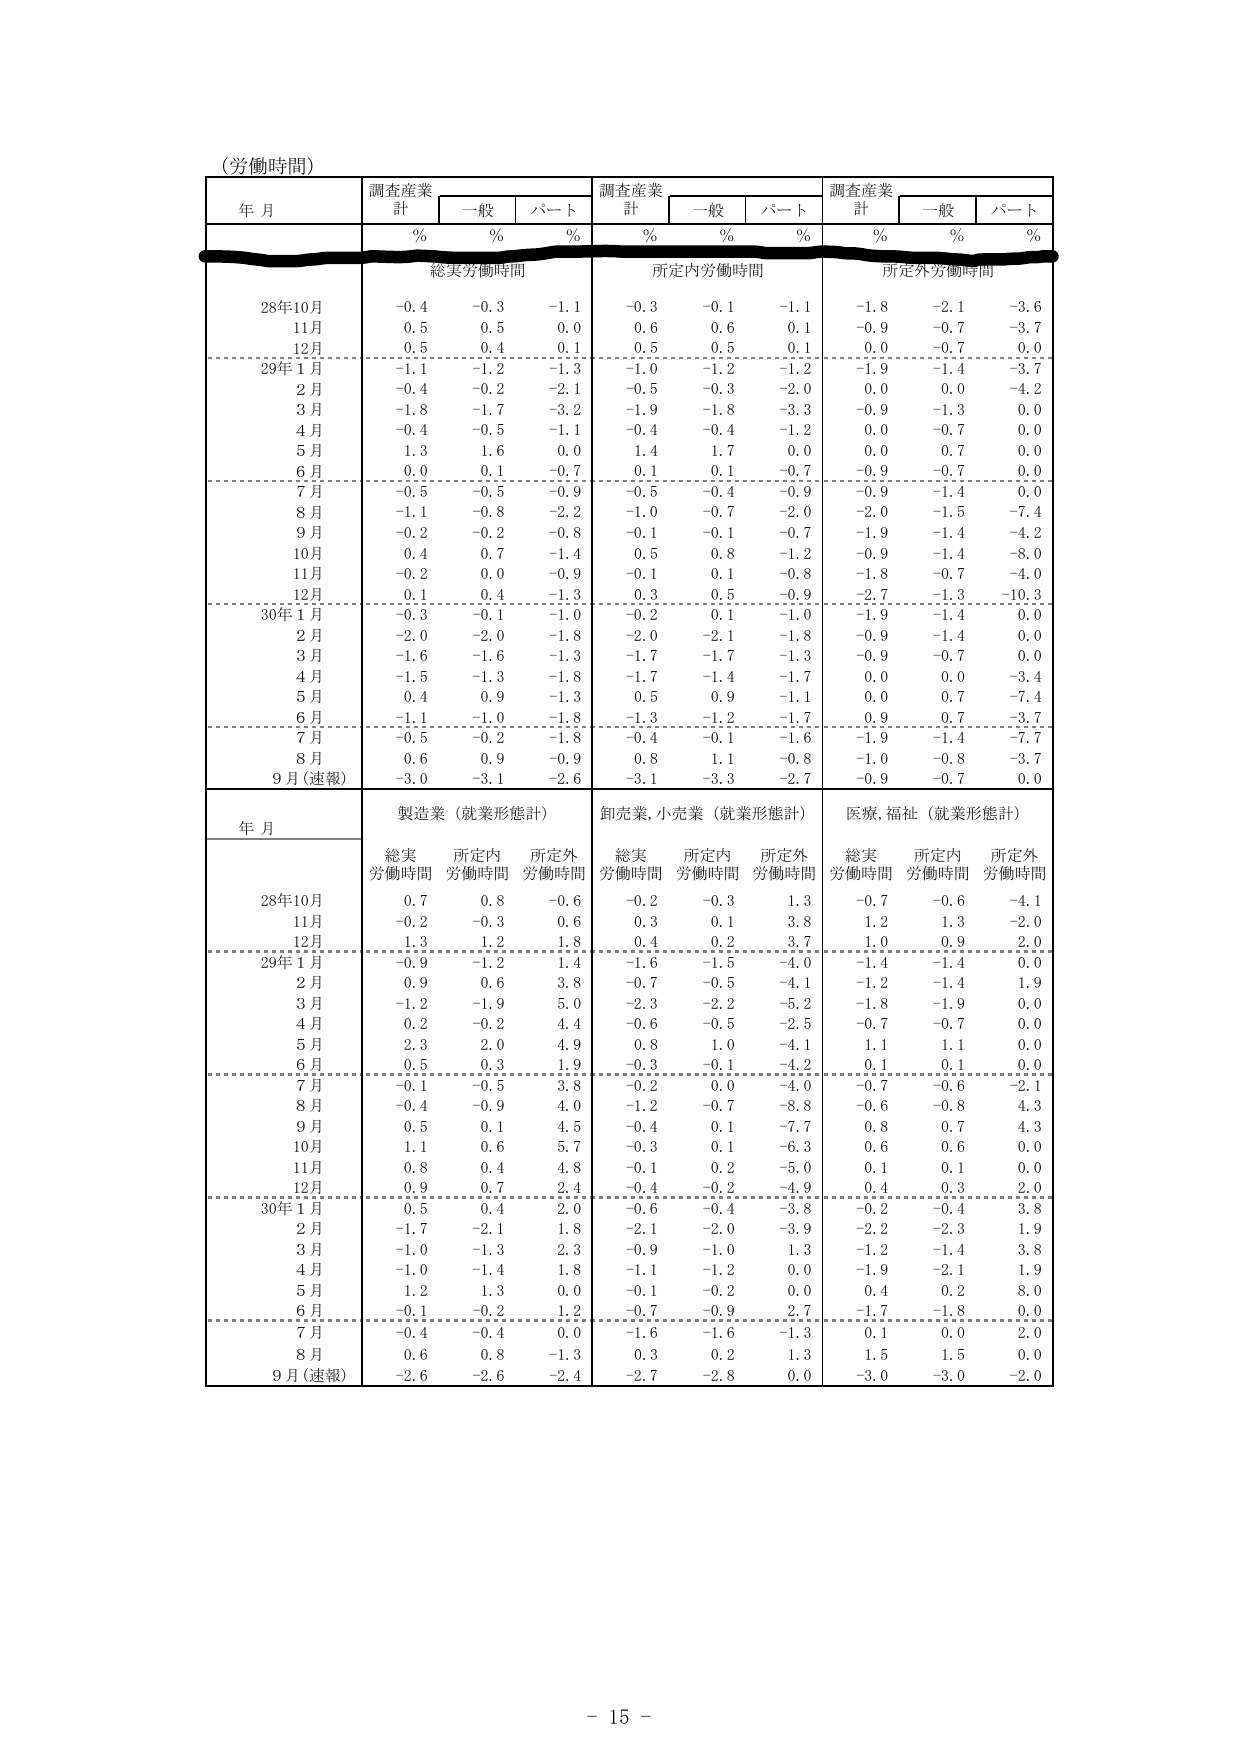 (労働時間)
調査産業 調査産業 調査産業
年 月 計 一般 パート 計 一般 パート 計 一般 パート
% % % % % % % % %
総実労働時間 所定内労働時間 所定外労働時間
28年10月 -0.4 -0.3 -1.1 -0.3 -0.1 -1.1 -1.8 -2.1 -3.6
11月 0.5 0.5 0.0 0.6 0.6 0.1 -0.9 -0.7 -3.7
12月 0.5 0.4 0.1 0.5 0.5 0.1 0.0 -0.7 0.0
29年1月 -1.1 -1.2 -1.3 -1.0 -1.2 -1.2 -1.9 -1.4 -3.7
2月 -0.4 -0.2 -2.1 -0.5 -0.3 -2.0 0.0 0.0 -4.2
3月 -1.8 -1.7 -3.2 -1.9 -1.8 -3.3 -0.9 -1.3 0.0
4月 -0.4 -0.5 -1.1 -0.4 -0.4 -1.2 0.0 -0.7 0.0
5月 1.3 1.6 0.0 1.4 1.7 0.0 0.0 0.7 0.0
6月 0.0 0.1 -0.7 0.1 0.1 -0.7 -0.9 -0.7 0.0
7月 -0.5 -0.5 -0.9 -0.5 -0.4 -0.9 -0.9 -1.4 0.0
8月 -1.1 -0.8 -2.2 -1.0 -0.7 -2.0 -2.0 -1.5 -7.4
9月 -0.2 -0.2 -0.8 -0.1 -0.1 -0.7 -1.9 -1.4 -4.2
10月 0.4 0.7 -1.4 0.5 0.8 -1.2 -0.9 -1.4 -8.0
11月 -0.2 0.0 -0.9 -0.1 0.1 -0.8 -1.8 -0.7 -4.0
12月 0.1 0.4 -1.3 0.3 0.5 -0.9 -2.7 -1.3 -10.3
30年1月 -0.3 -0.1 -1.0 -0.2 0.1 -1.0 -1.9 -1.4 0.0
2月 -2.0 -2.0 -1.8 -2.0 -2.1 -1.8 -0.9 -1.4 0.0
3月 -1.6 -1.6 -1.3 -1.7 -1.7 -1.3 -0.9 -0.7 0.0
4月 -1.5 -1.3 -1.8 -1.7 -1.4 -1.7 0.0 0.0 -3.4
5月 0.4 0.9 -1.3 0.5 0.9 -1.1 0.0 0.7 -7.4
6月 -1.1 -1.0 -1.8 -1.3 -1.2 -1.7 0.9 0.7 -3.7
7月 -0.5 -0.2 -1.8 -0.4 -0.1 -1.6 -1.9 -1.4 -7.7
8月 0.6 0.9 -0.9 0.8 1.1 -0.8 -1.0 -0.8 -3.7
9月(速報) -3.0 -3.1 -2.6 -3.1 -3.3 -2.7 -0.9 -0.7 0.0
年 月 製造業(就業形態計) 卸売業,小売業(就業形態計) 医療,福祉(就業形態計)
総実 所定内 所定外 総実 所定内 所定外 総実 所定内 所定外
労働時間 労働時間 労働時間 労働時間 労働時間 労働時間 労働時間 労働時間 労働時間
28年10月 0.7 0.8 -0.6 -0.2 -0.3 1.3 -0.7 -0.6 -4.1
11月 -0.2 -0.3 0.6 0.3 0.1 3.8 1.2 1.3 -2.0
12月 1.3 1.2 1.8 0.4 0.2 3.7 1.0 0.9 2.0
29年1月 -0.9 -1.2 1.4 -1.6 -1.5 -4.0 -1.4 -1.4 0.0
2月 0.9 0.6 3.8 -0.7 -0.5 -4.1 -1.2 -1.4 1.9
3月 -1.2 -1.9 5.0 -2.3 -2.2 -5.2 -1.8 -1.9 0.0
4月 0.2 -0.2 4.4 -0.6 -0.5 -2.5 -0.7 -0.7 0.0
5月 2.3 2.0 4.9 0.8 1.0 -4.1 1.1 1.1 0.0
6月 0.5 0.3 1.9 -0.3 -0.1 -4.2 0.1 0.1 0.0
7月 -0.1 -0.5 3.8 -0.2 0.0 -4.0 -0.7 -0.6 -2.1
8月 -0.4 -0.9 4.0 -1.2 -0.7 -8.8 -0.6 -0.8 4.3
9月 0.5 0.1 4.5 -0.4 0.1 -7.7 0.8 0.7 4.3
10月 1.1 0.6 5.7 -0.3 0.1 -6.3 0.6 0.6 0.0
11月 0.8 0.4 4.8 -0.1 0.2 -5.0 0.1 0.1 0.0
12月 0.9 0.7 2.4 -0.4 -0.2 -4.9 0.4 0.3 2.0
30年1月 0.5 0.4 2.0 -0.6 -0.4 -3.8 -0.2 -0.4 3.8
2月 -1.7 -2.1 1.8 -2.1 -2.0 -3.9 -2.2 -2.3 1.9
3月 -1.0 -1.3 2.3 -0.9 -1.0 1.3 -1.2 -1.4 3.8
4月 -1.0 -1.4 1.8 -1.1 -1.2 0.0 -1.9 -2.1 1.9
5月 1.2 1.3 0.0 -0.1 -0.2 0.0 0.4 0.2 8.0
6月 -0.1 -0.2 1.2 -0.7 -0.9 2.7 -1.7 -1.8 0.0
7月 -0.4 -0.4 0.0 -1.6 -1.6 -1.3 0.1 0.0 2.0
8月 0.6 0.8 -1.3 0.3 0.2 1.3 1.5 1.5 0.0
9月(速報) -2.6 -2.6 -2.4 -2.7 -2.8 0.0 -3.0 -3.0 -2.0
- 15 -